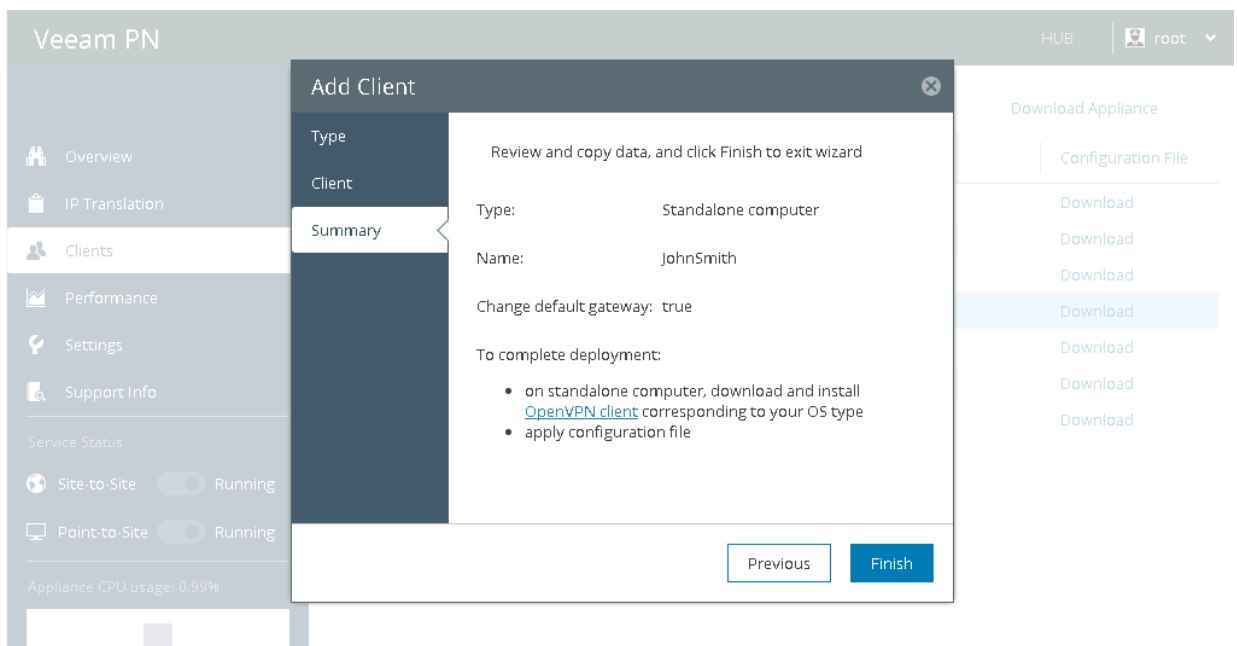 Veeam PN
HUB
root
Add Client
Download Appliance
Type
Client
Summary
Review and copy data, and click Finish to exit wizard
Type: Standalone computer
Name: JohnSmith
Change default gateway: true
To complete deployment:
• on standalone computer, download and install
OpenVPN client corresponding to your OS type
• apply configuration file
Previous
Finish
Overview
IP Translation
Clients
Performance
Settings
Support Info
Service Status
Site-to-Site Running
Point-to-Site Running
Appliance CPU usage: 0.99%
Configuration File
Download
Download
Download
Download
Download
Download
Download